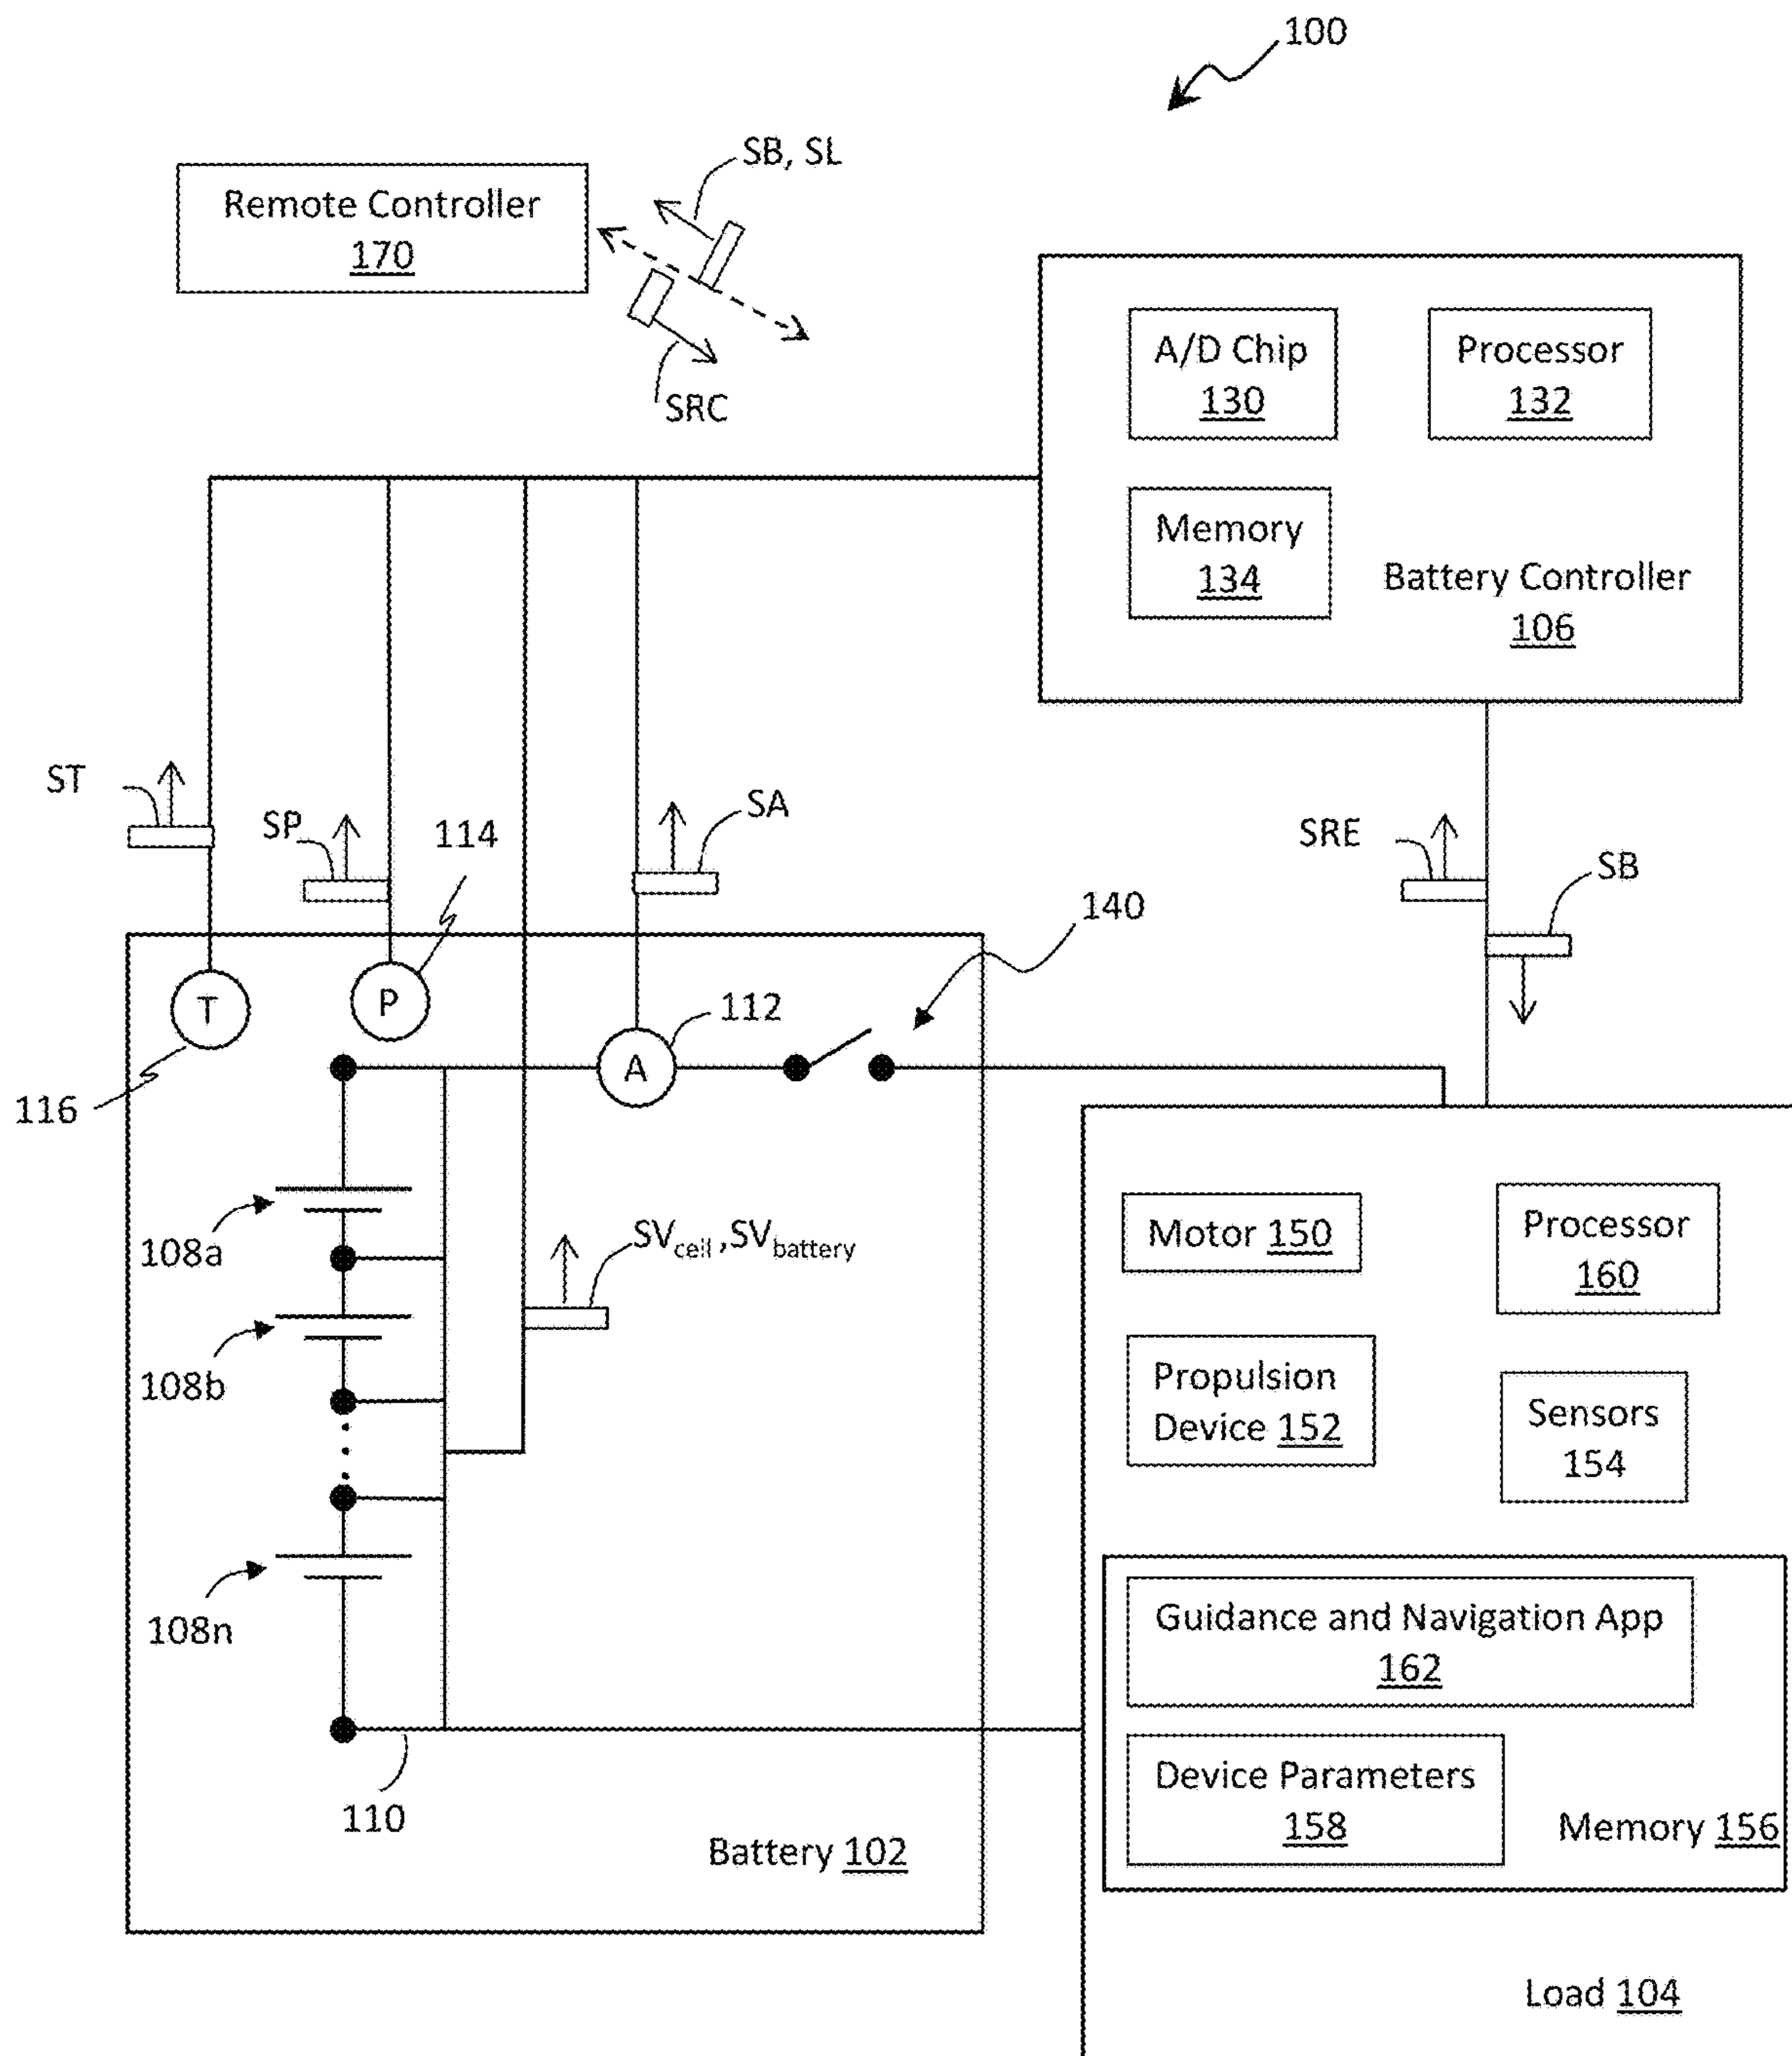 100
SB, SL
Remote Controller
170
SRC
A/D Chip
130
Processor
132
Memory
134
Battery Controller
106
ST
SP
114
SA
SRE
SB
140
T
P
112
A
116
108a
SVcell ,SVbattery
108b
108n
110
Battery 102
Motor 150
Processor
160
Propulsion
Device 152
Sensors
154
Guidance and Navigation App
162
Device Parameters
158
Memory 156
Load 104